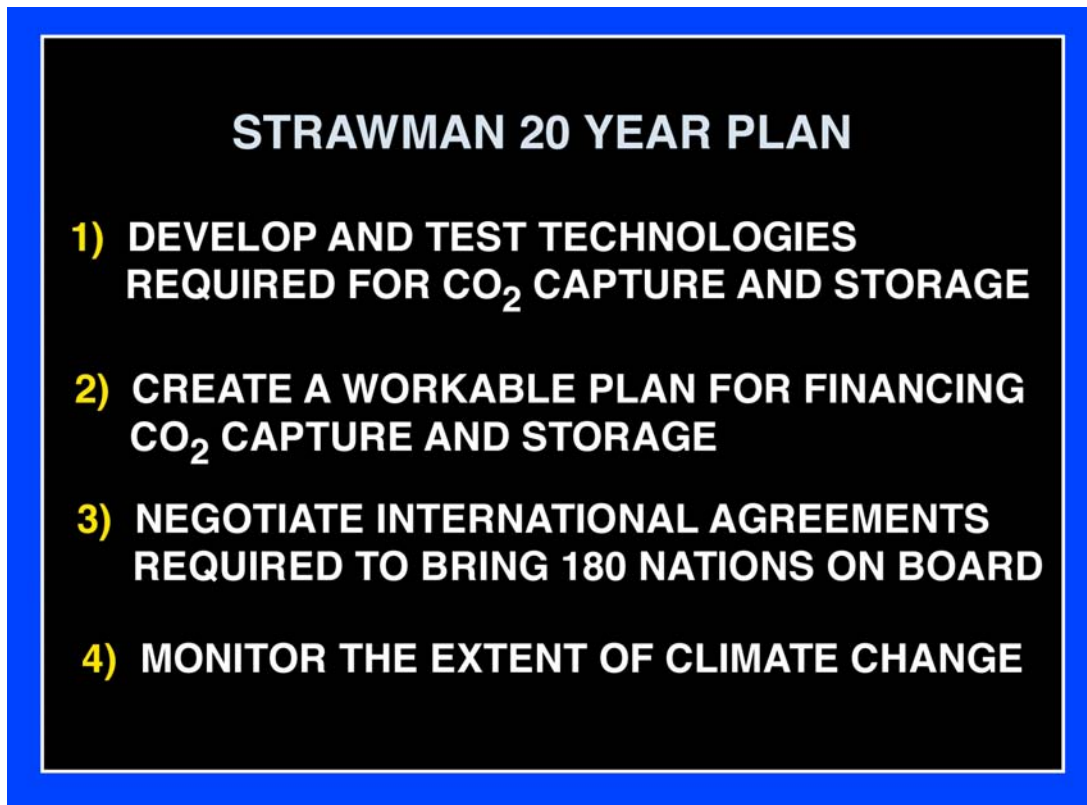 STRAWMAN 20 YEAR PLAN
1) DEVELOP AND TEST TECHNOLOGIES
REQUIRED FOR CO₂ CAPTURE AND STORAGE
2) CREATE A WORKABLE PLAN FOR FINANCING
CO₂ CAPTURE AND STORAGE
3) NEGOTIATE INTERNATIONAL AGREEMENTS
REQUIRED TO BRING 180 NATIONS ON BOARD
4) MONITOR THE EXTENT OF CLIMATE CHANGE